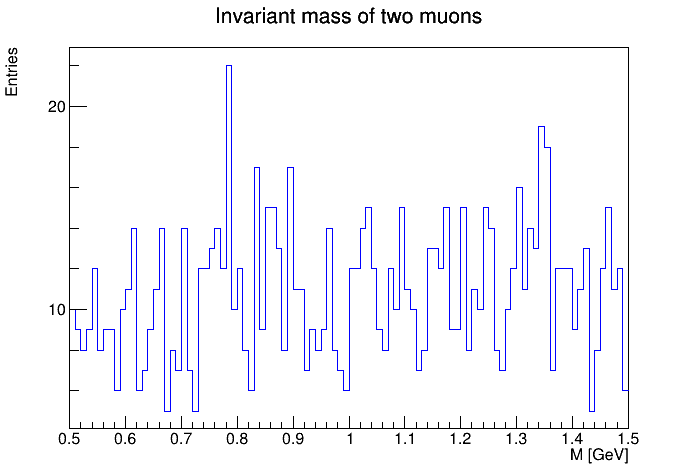 Invariant mass of two muons
Entries
20
10
0.5 0.6 0.7 0.8 0.9 1 1.1 1.2 1.3 1.4 1.5
M [GeV]